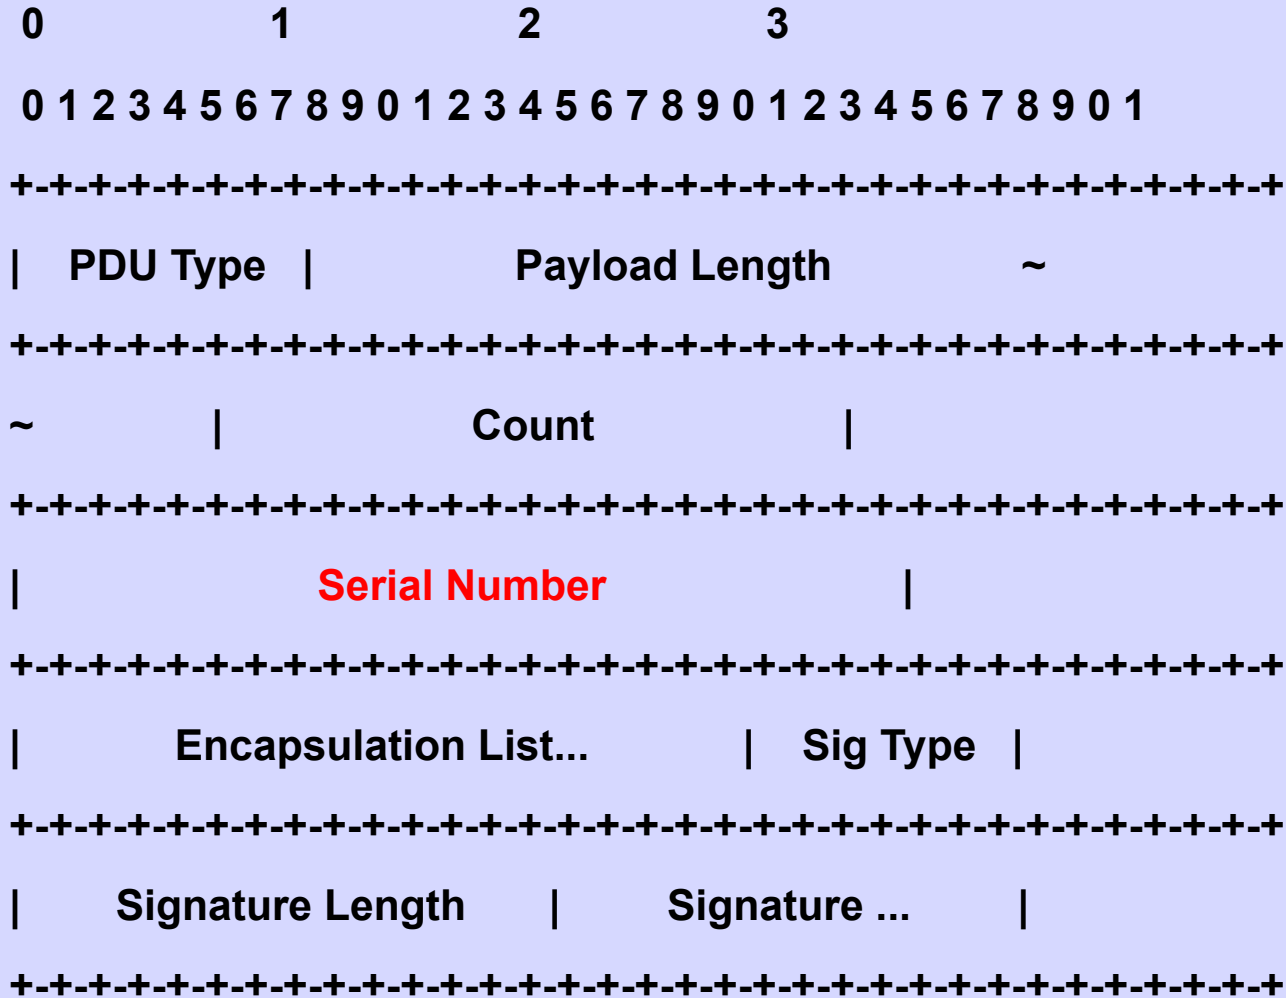 0 1 2 3
0 1 2 3 4 5 6 7 8 9 0 1 2 3 4 5 6 7 8 9 0 1 2 3 4 5 6 7 8 9 0 1
+-+-+-+-+-+-+-+-+-+-+-+-+-+-+-+-+-+-+-+-+-+-+-+-+-+-+-+-+-+-+-+-+
| PDU Type | Payload Length ~
+-+-+-+-+-+-+-+-+-+-+-+-+-+-+-+-+-+-+-+-+-+-+-+-+-+-+-+-+-+-+-+-+
~ | Count |
+-+-+-+-+-+-+-+-+-+-+-+-+-+-+-+-+-+-+-+-+-+-+-+-+-+-+-+-+-+-+-+-+
| Serial Number |
+-+-+-+-+-+-+-+-+-+-+-+-+-+-+-+-+-+-+-+-+-+-+-+-+-+-+-+-+-+-+-+-+
| Encapsulation List... | Sig Type |
+-+-+-+-+-+-+-+-+-+-+-+-+-+-+-+-+-+-+-+-+-+-+-+-+-+-+-+-+-+-+-+-+
| Signature Length | Signature ... |
+-+-+-+-+-+-+-+-+-+-+-+-+-+-+-+-+-+-+-+-+-+-+-+-+-+-+-+-+-+-+-+-+